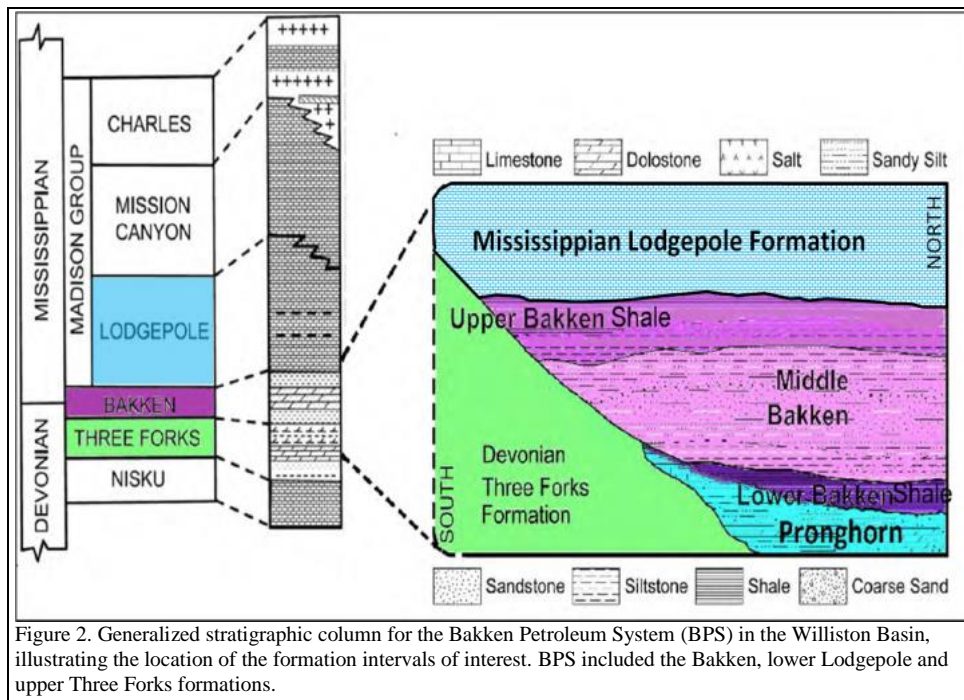 MISSISSIPPIAN
DEVONIAN
MADISON GROUP
CHARLES
MISSION
CANYON
LODGEPOLE
BAKKEN
THREE FORKS
NISKU
Limestone
Dolostone
Salt
Sandy Silt
Mississippian Lodgepole Formation
NORTH
Upper Bakken Shale
Middle
Bakken
Devonian
Three Forks
Formation
SOUTH
Lower Bakken Shale
Pronghorn
Sandstone
Siltstone
Shale
Coarse Sand
Figure 2. Generalized stratigraphic column for the Bakken Petroleum System (BPS) in the Williston Basin,
illustrating the location of the formation intervals of interest. BPS included the Bakken, lower Lodgepole and
upper Three Forks formations.